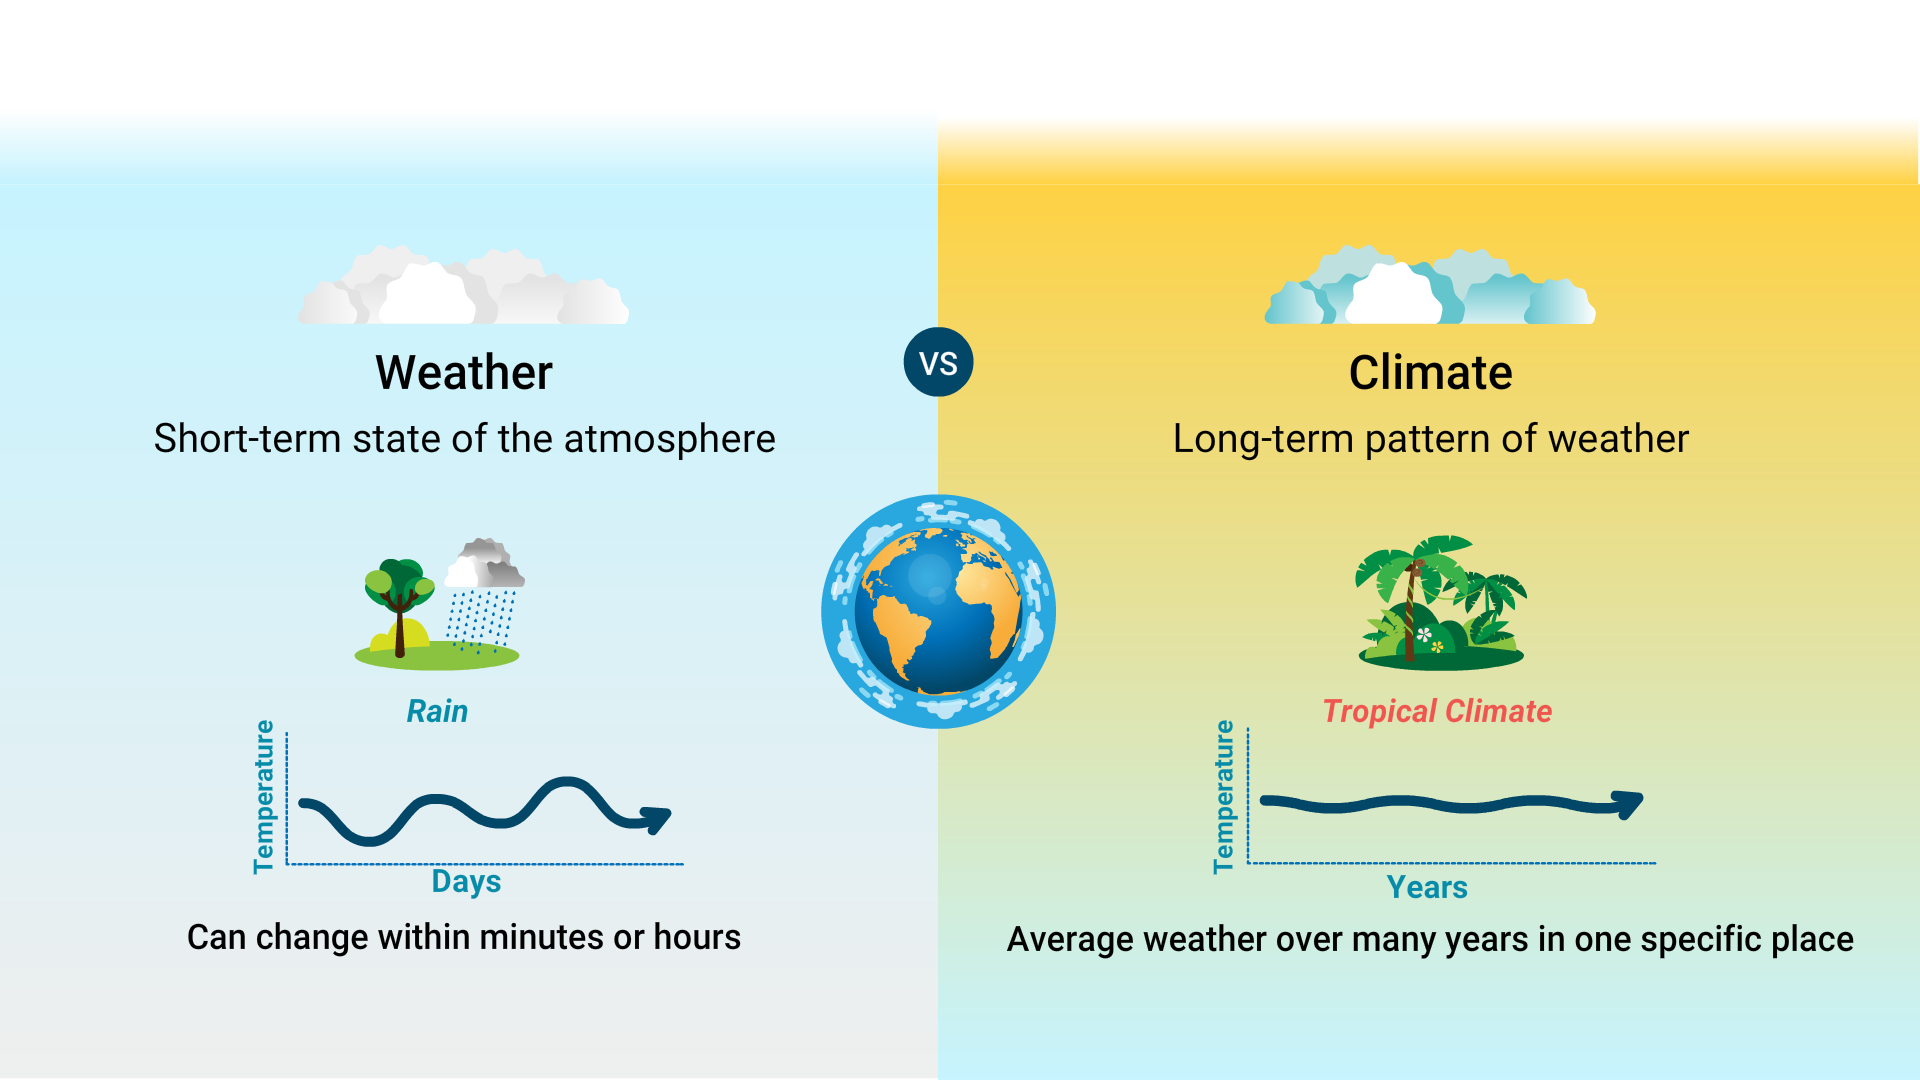 Weather
Short-term state of the atmosphere
Rain
Temperature
Days
Can change within minutes or hours
VS
Climate
Long-term pattern of weather
Tropical Climate
Temperature
Years
Average weather over many years in one specific place